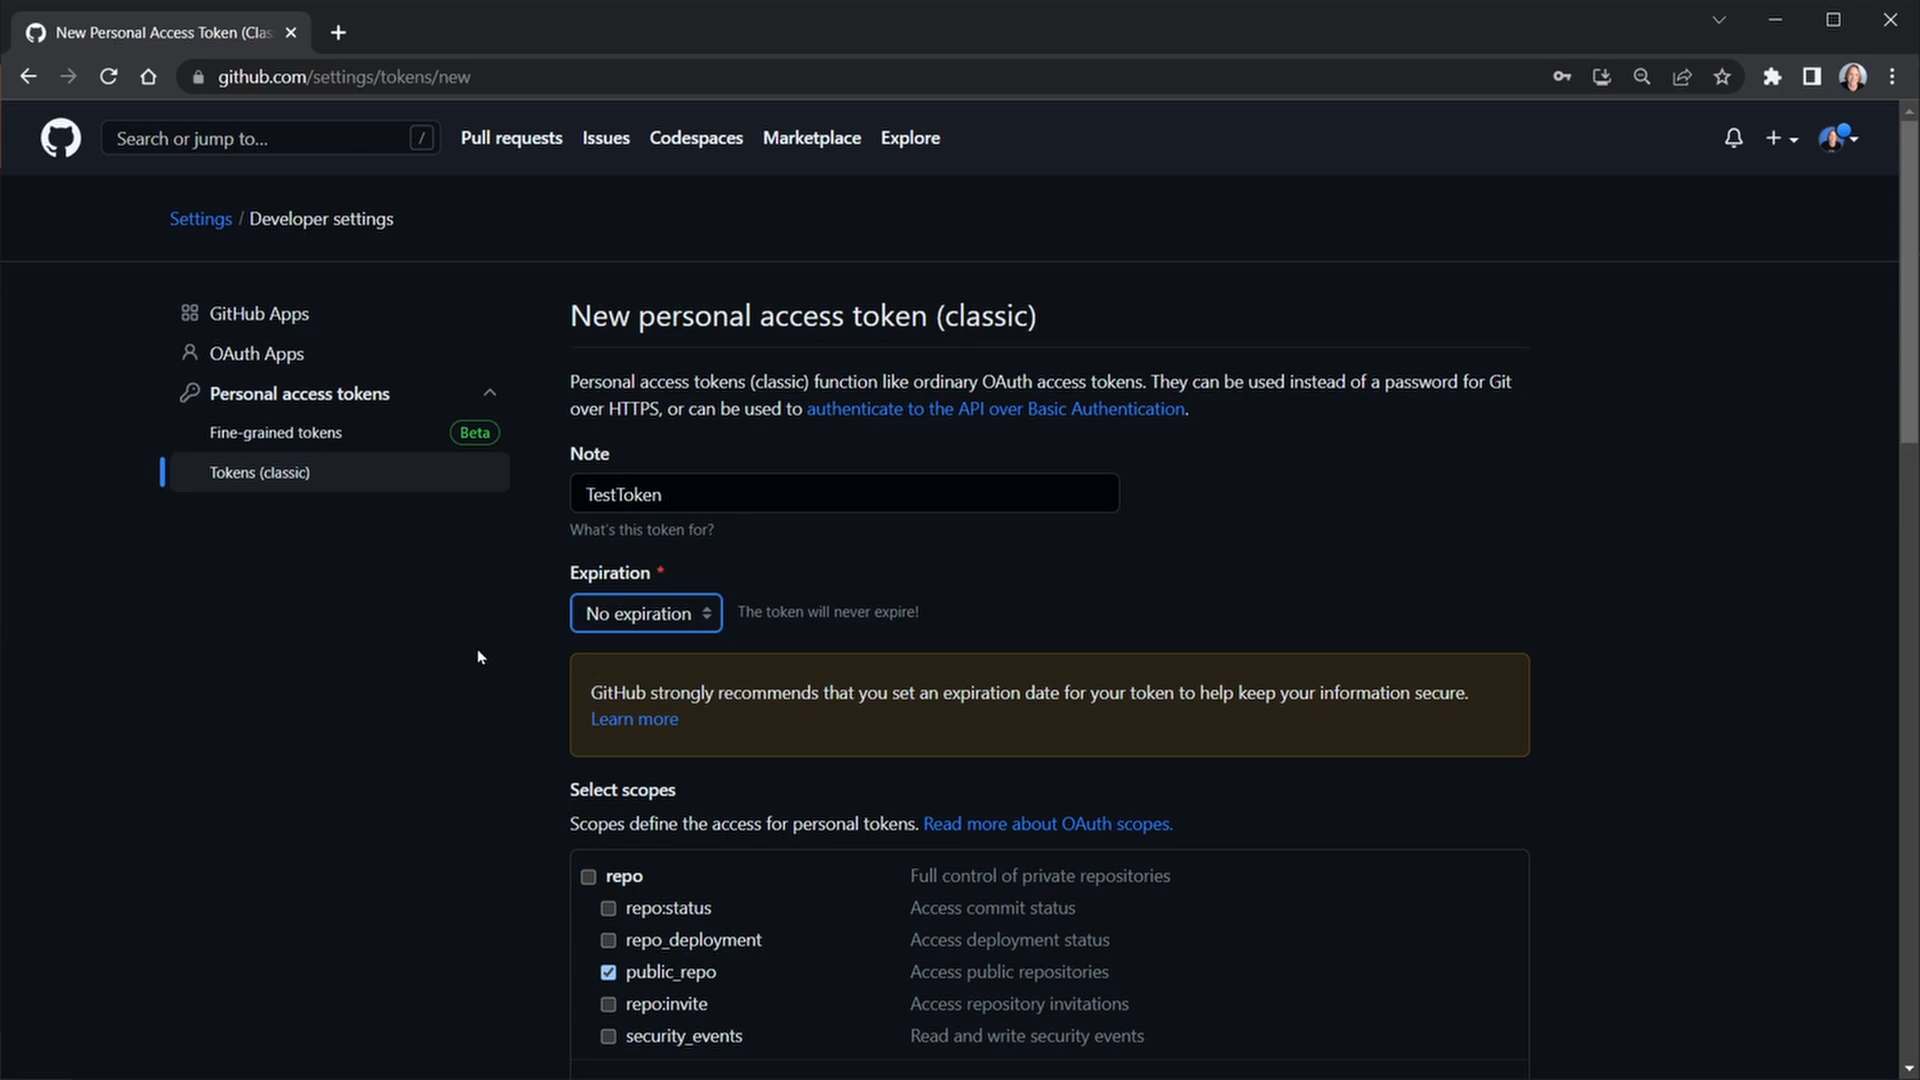 New Personal Access Token (Clas
github.com/settings/tokens/new
Search or jump to... /
Pull requests Issues Codespaces Marketplace Explore
Settings / Developer settings
GitHub Apps
OAuth Apps
Personal access tokens
Fine-grained tokens Beta
Tokens (classic)
New personal access token (classic)
Personal access tokens (classic) function like ordinary OAuth access tokens. They can be used instead of a password for Git
over HTTPS, or can be used to authenticate to the API over Basic Authentication.
Note
TestToken
What's this token for?
Expiration *
No expiration The token will never expire!
GitHub strongly recommends that you set an expiration date for your token to help keep your information secure.
Learn more
Select scopes
Scopes define the access for personal tokens. Read more about OAuth scopes.
repo Full control of private repositories
repo:status Access commit status
repo_deployment Access deployment status
public_repo Access public repositories
repo:invite Access repository invitations
security_events Read and write security events